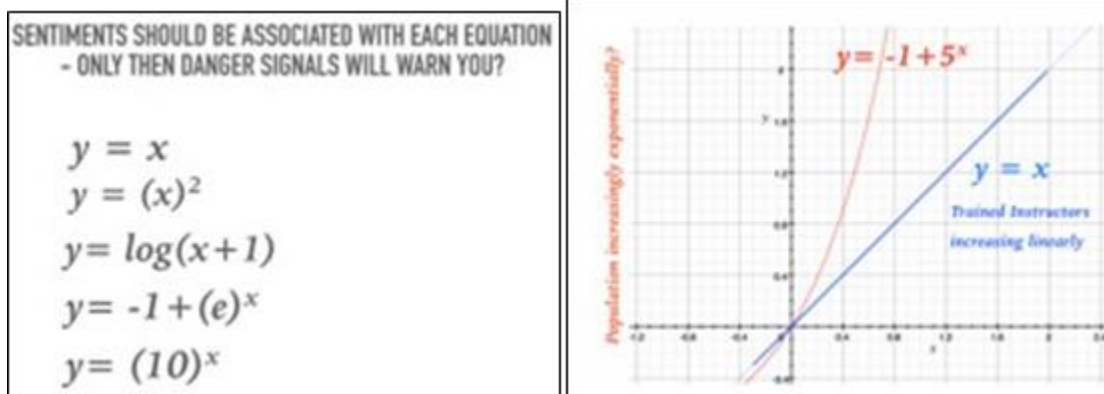 SENTIMENTS SHOULD BE ASSOCIATED WITH EACH EQUATION
- ONLY THEN DANGER SIGNALS WILL WARN YOU?
y = x
y = (x)²
y= log(x+1)
y= -1+(e)ˣ
y= (10)ˣ
Population increasingly exponentially?
y= -1+5ˣ
y = x
Trained Instructors
increasing linearly
y
x